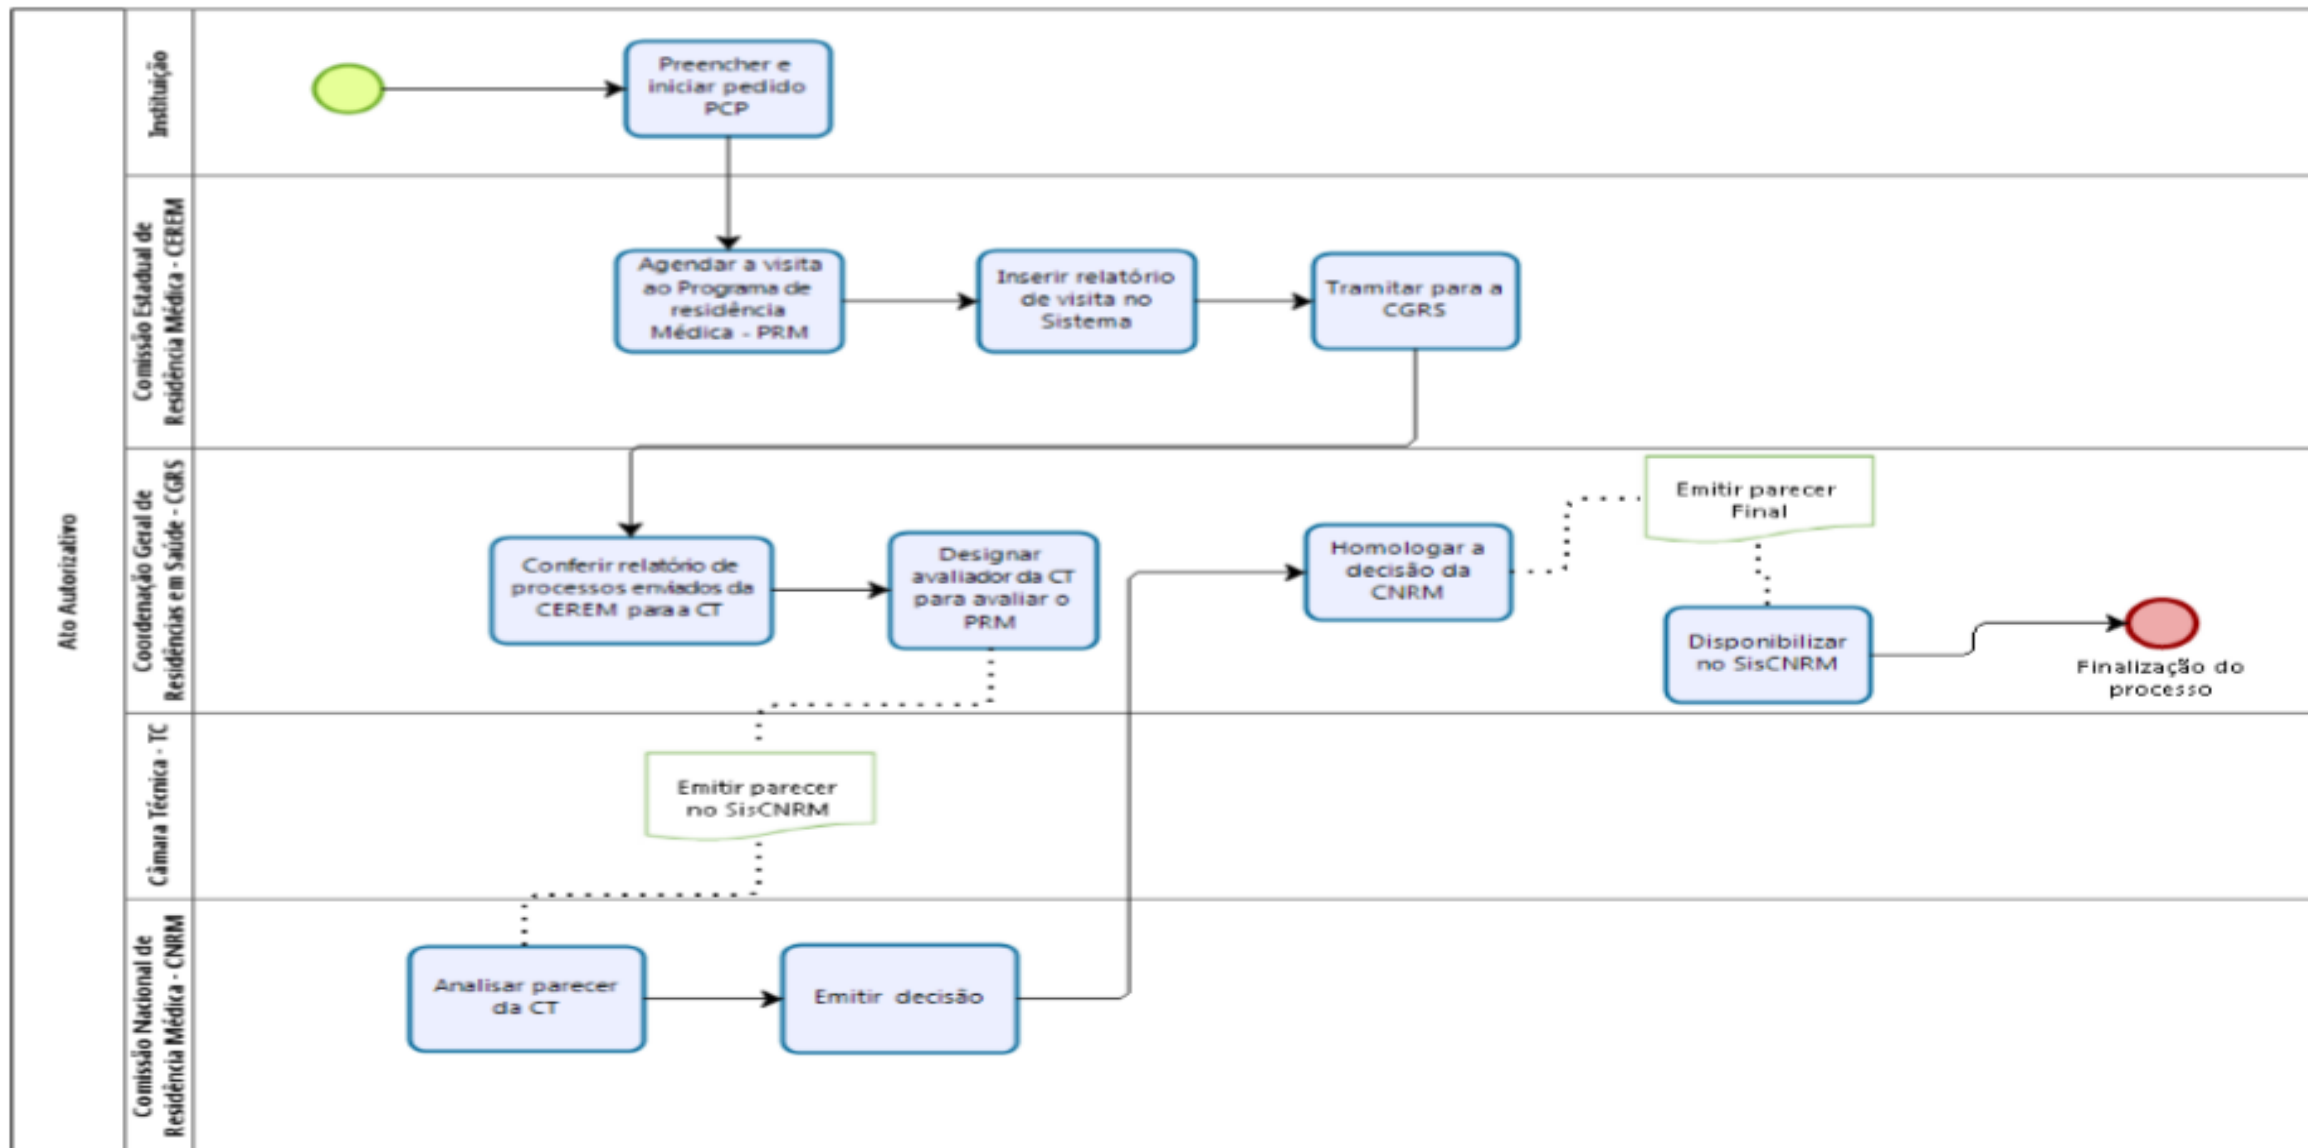 Ato Autorizativo
Instituição
Preencher e
iniciar pedido
PCP
Comissão Estadual de
Residência Médica - CEREM
Agendar a visita
ao Programa de
residência
Médica - PRM
Inserir relatório
de visita no
Sistema
Tramitar para a
CGRS
Coordenação Geral de
Residências em Saúde - CGRS
Conferir relatório de
processos enviados da
CEREM para a CT
Designar
avaliador da CT
para avaliar o
PRM
Homologar a
decisão da
CNRM
Emitir parecer
Final
Disponibilizar
no SisCNRM
Finalização do
processo
Câmara Técnica - TC
Emitir parecer
no SisCNRM
Comissão Nacional de
Residência Médica - CNRM
Analisar parecer
da CT
Emitir decisão